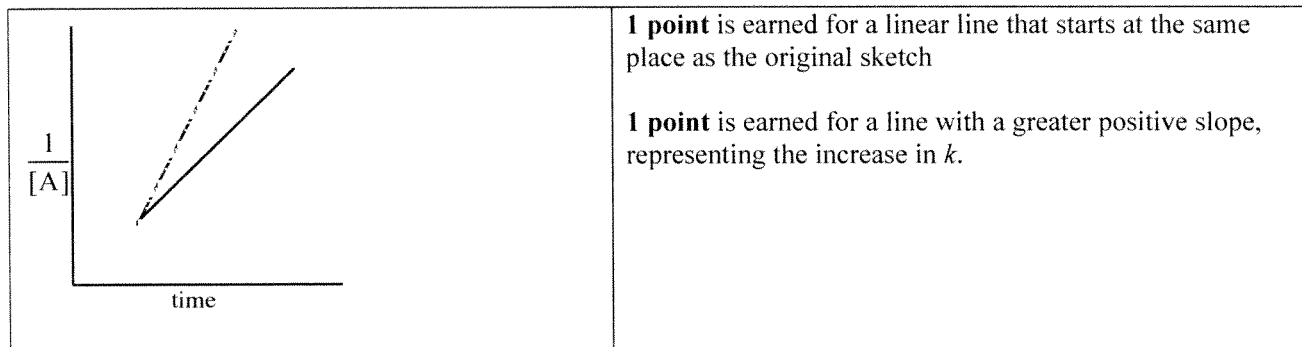 1
[A]
time
1 point is earned for a linear line that starts at the same
place as the original sketch
1 point is earned for a line with a greater positive slope,
representing the increase in k.